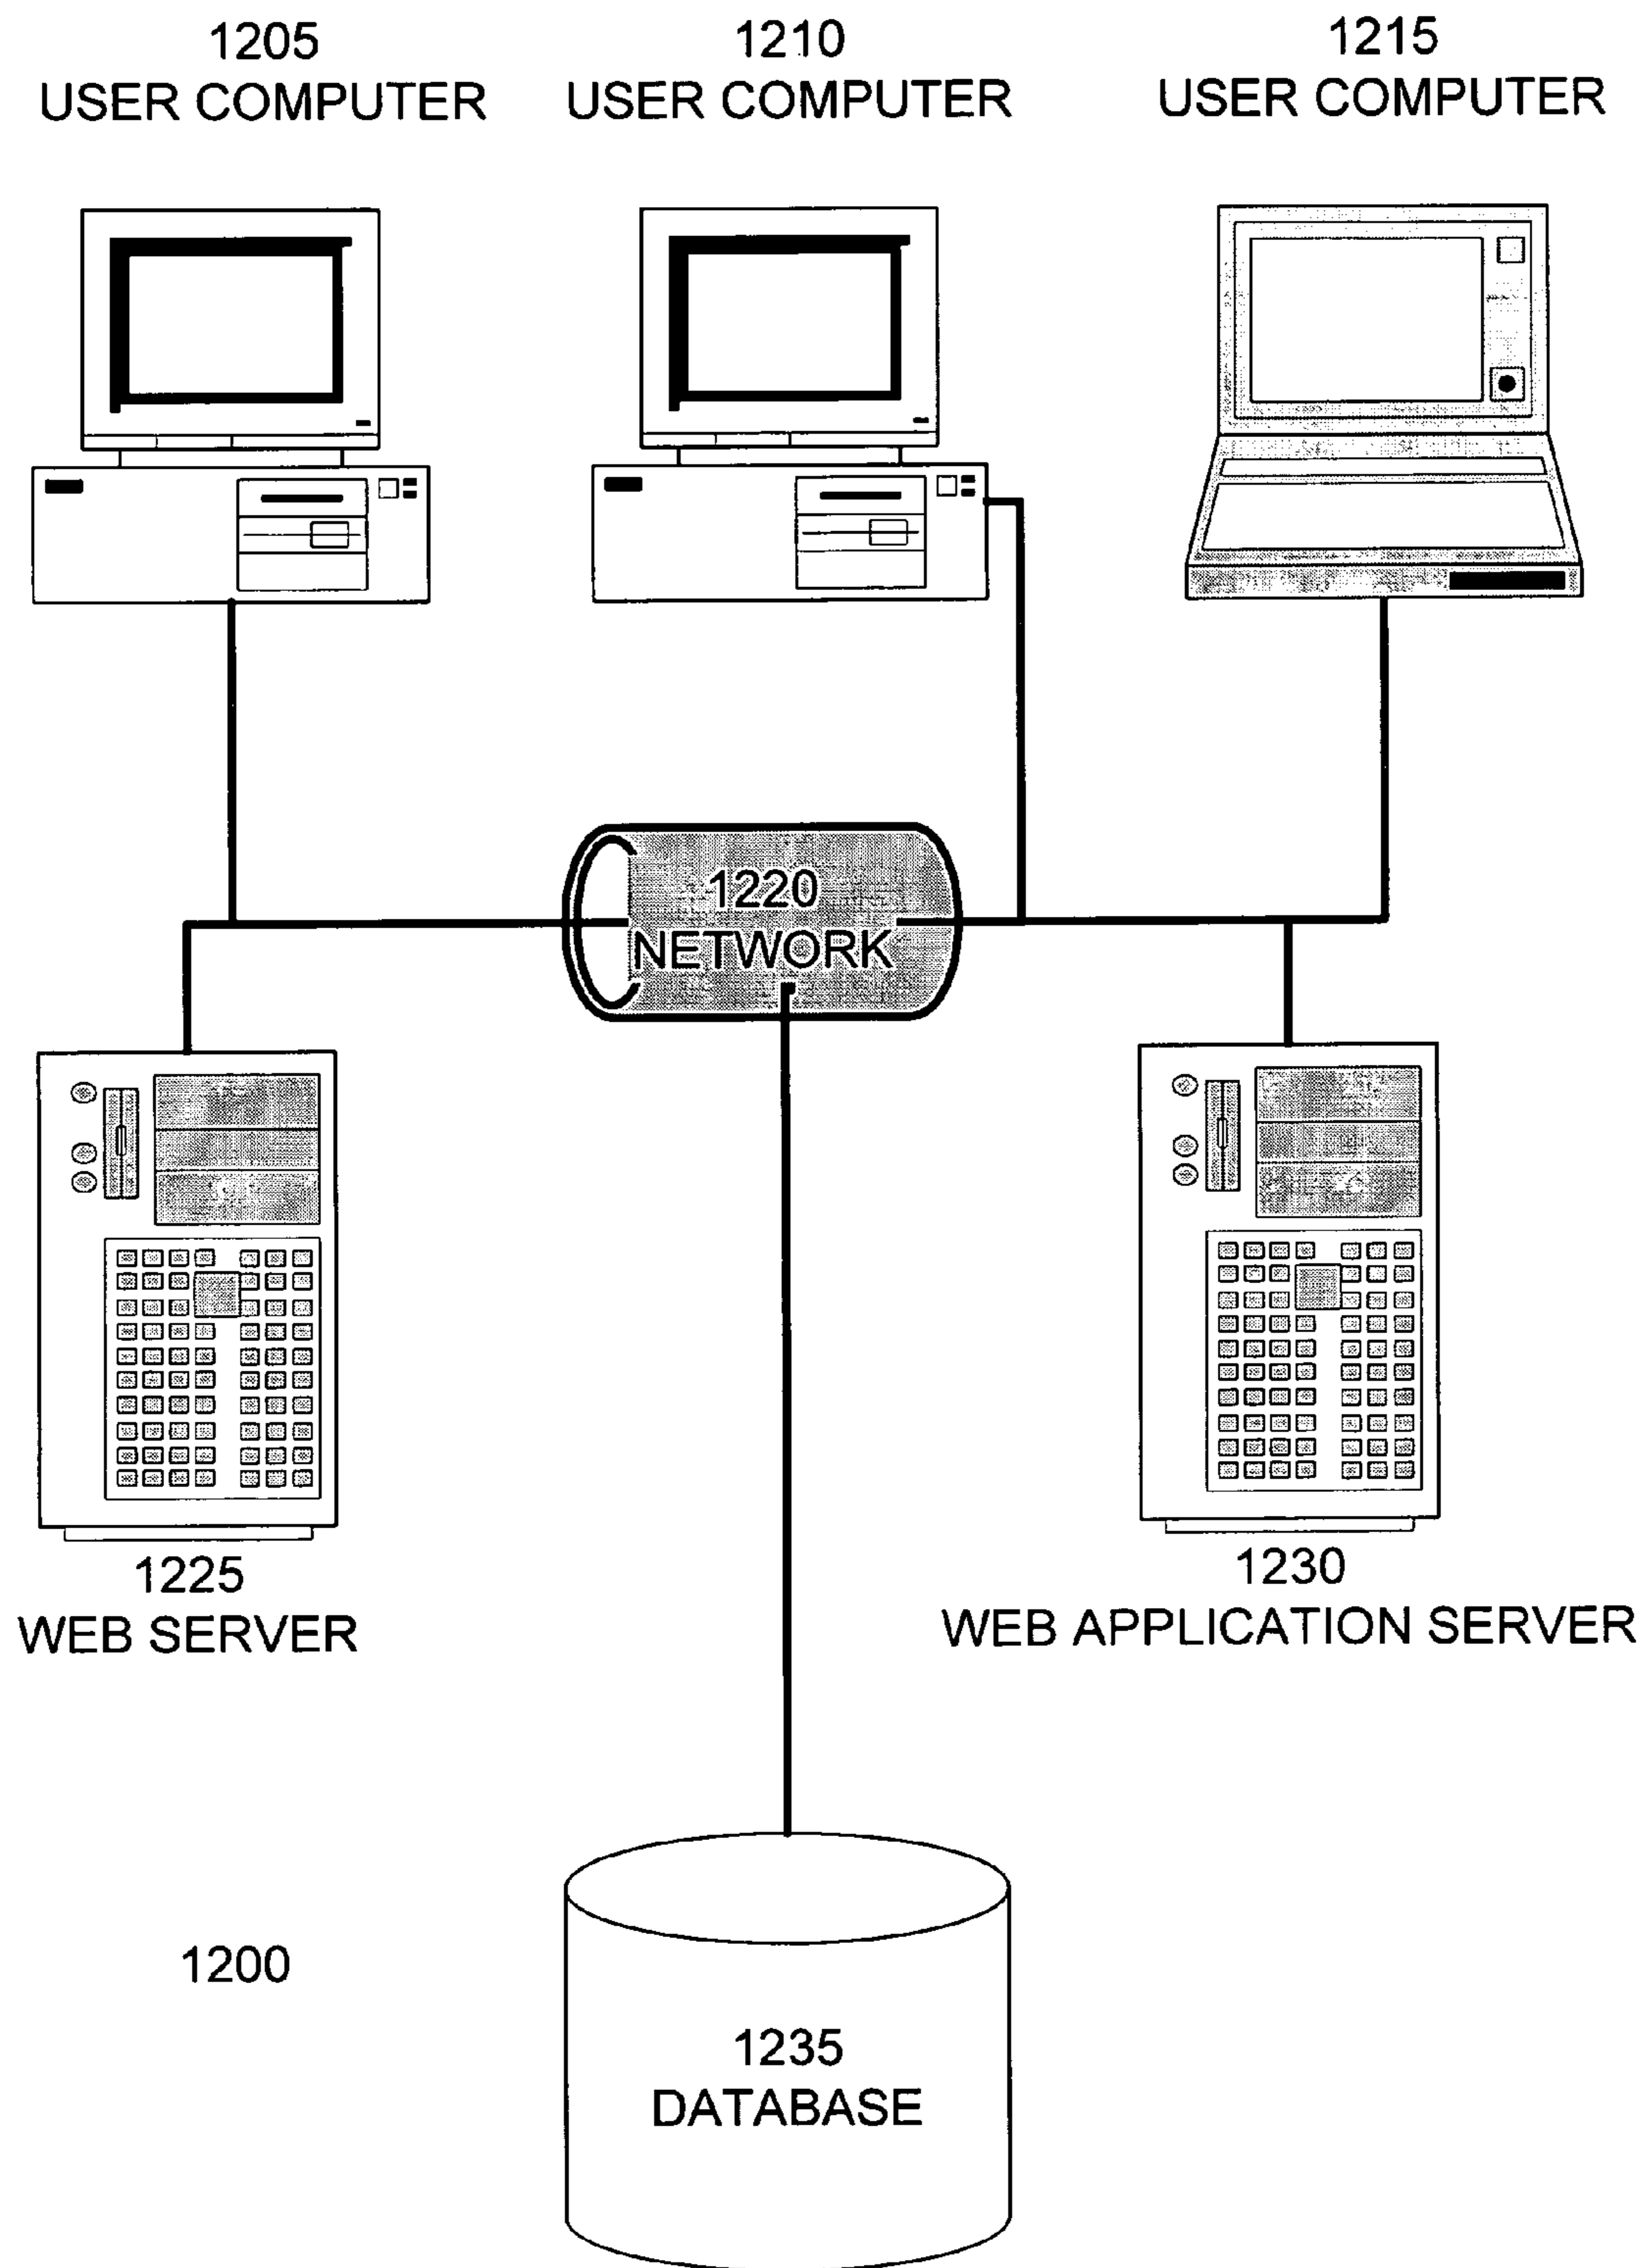 1205
USER COMPUTER
1210
USER COMPUTER
1215
USER COMPUTER
1220
NETWORK
1225
WEB SERVER
1230
WEB APPLICATION SERVER
1200
1235
DATABASE